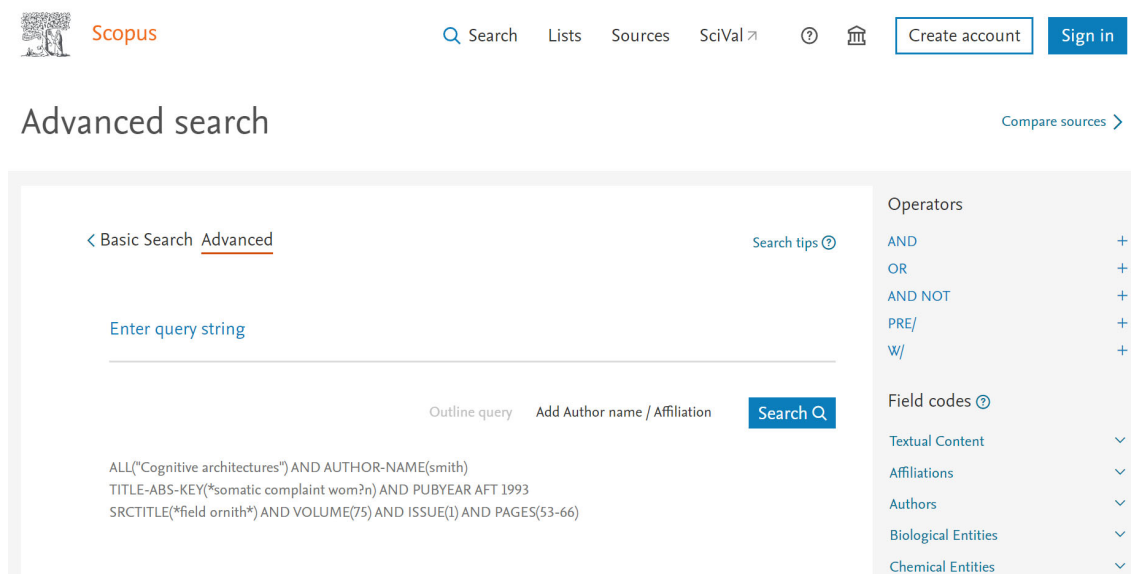 Scopus
Search Lists Sources SciVal Create account Sign in
Advanced search
Compare sources
Basic Search Advanced
Search tips
Enter query string
Outline query Add Author name / Affiliation Search
ALL("Cognitive architectures") AND AUTHOR-NAME(smith)
TITLE-ABS-KEY(*somatic complaint wom?n) AND PUBYEAR AFT 1993
SRCTITLE(*field ornith*) AND VOLUME(75) AND ISSUE(1) AND PAGES(53-66)
Operators
AND +
OR +
AND NOT +
PRE/ +
W/ +
Field codes
Textual Content
Affiliations
Authors
Biological Entities
Chemical Entities